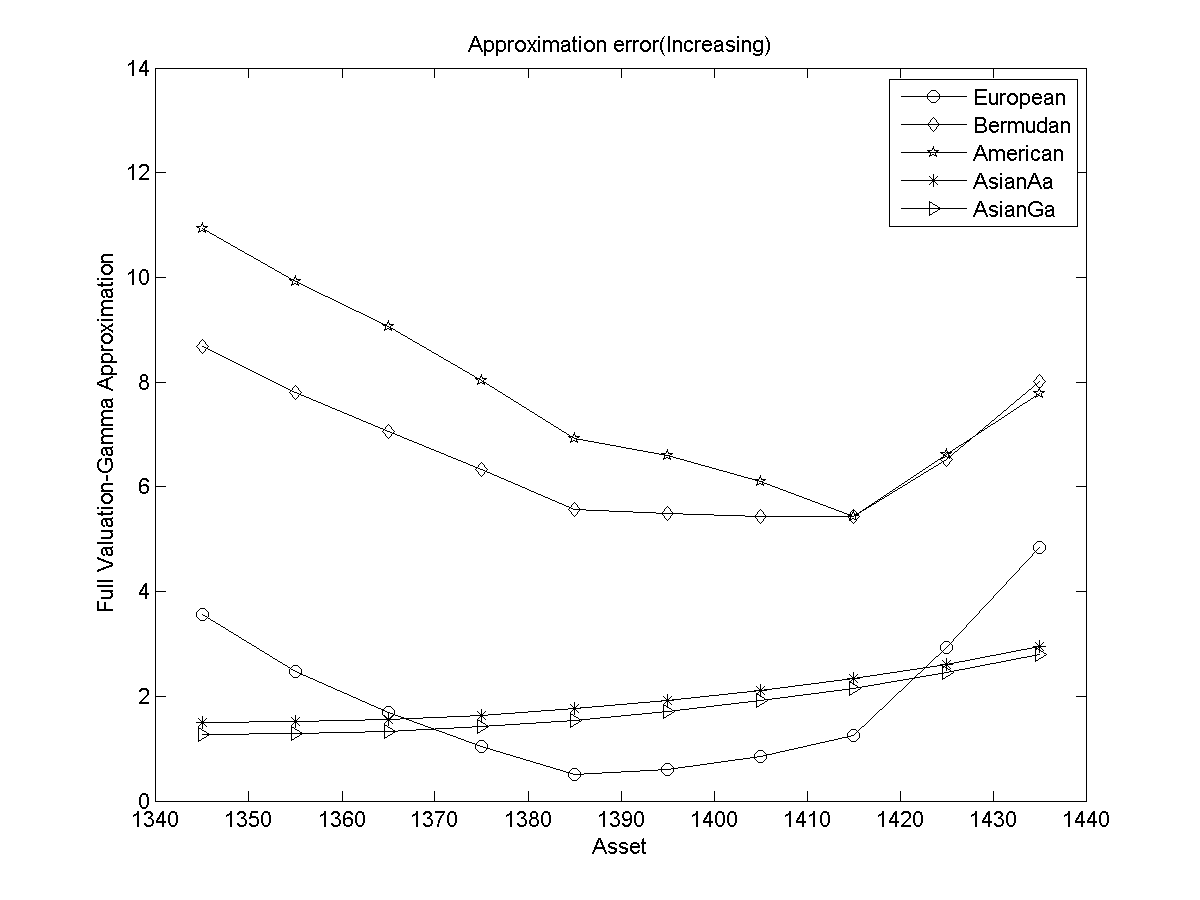 Approximation error(Increasing)
14
12
10
8
6
4
2
0
Full Valuation-Gamma Approximation
European
Bermudan
American
AsianAa
AsianGa
1340 1350 1360 1370 1380 1390 1400 1410 1420 1430 1440
Asset